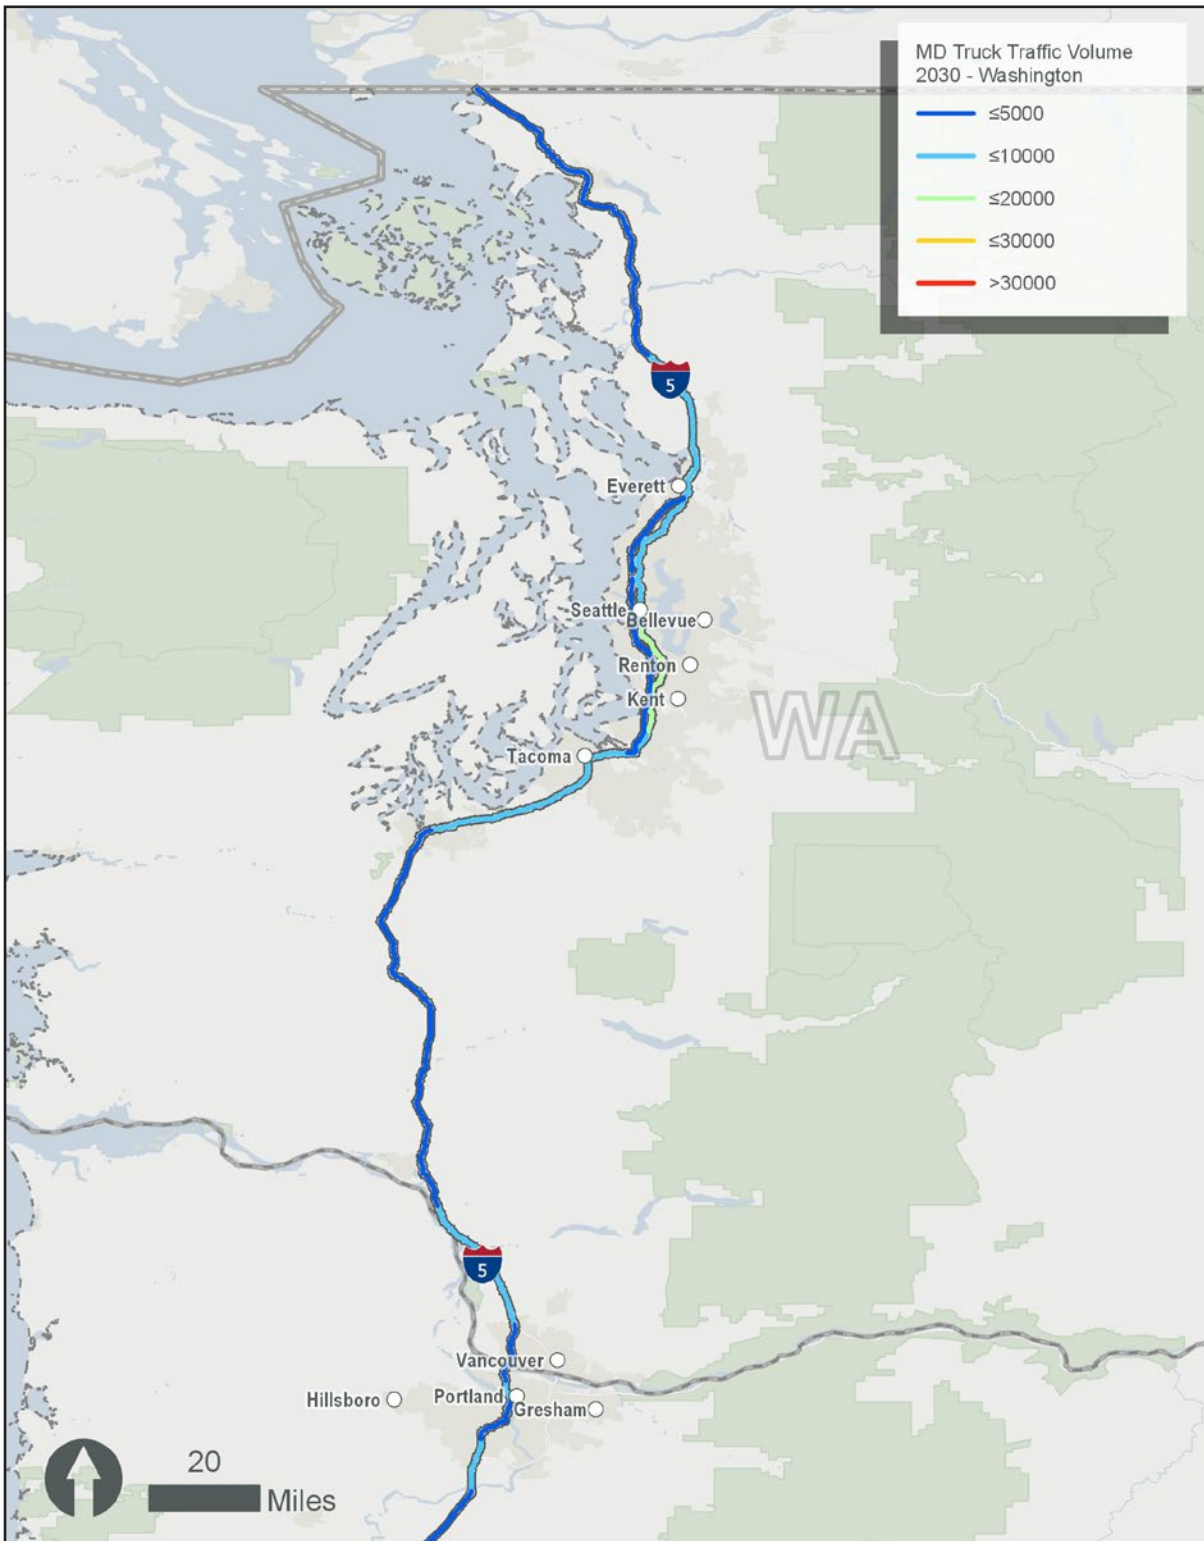 MD Truck Traffic Volume
2030 - Washington
≤5000
≤10000
≤20000
≤30000
>30000
5
Everett
Seattle
Bellevue
Renton
Kent
WA
Tacoma
5
Vancouver
Hillsboro
Portland
Gresham
20
Miles